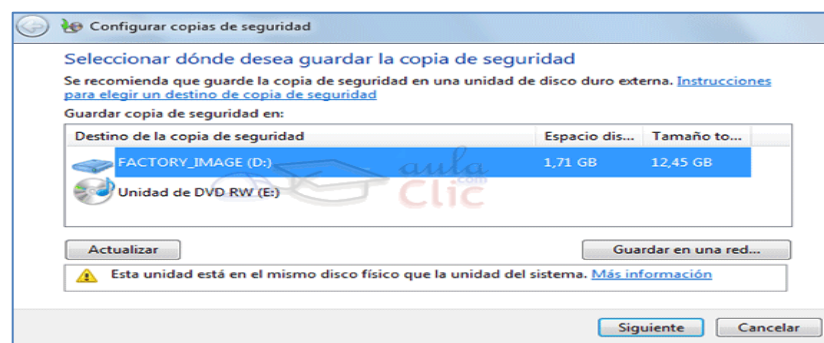 Configurar copias de seguridad
Seleccionar dónde desea guardar la copia de seguridad
Se recomienda que guarde la copia de seguridad en una unidad de disco duro externa. Instrucciones
para elegir un destino de copia de seguridad
Guardar copia de seguridad en:
Destino de la copia de seguridad Espacio dis... Tamaño to...
FACTORY_IMAGE (D:) 1,71 GB 12,45 GB
Unidad de DVD RW (E:)
aula
.com
Clic
Actualizar Guardar en una red...
Esta unidad está en el mismo disco físico que la unidad del sistema. Más información
Siguiente Cancelar